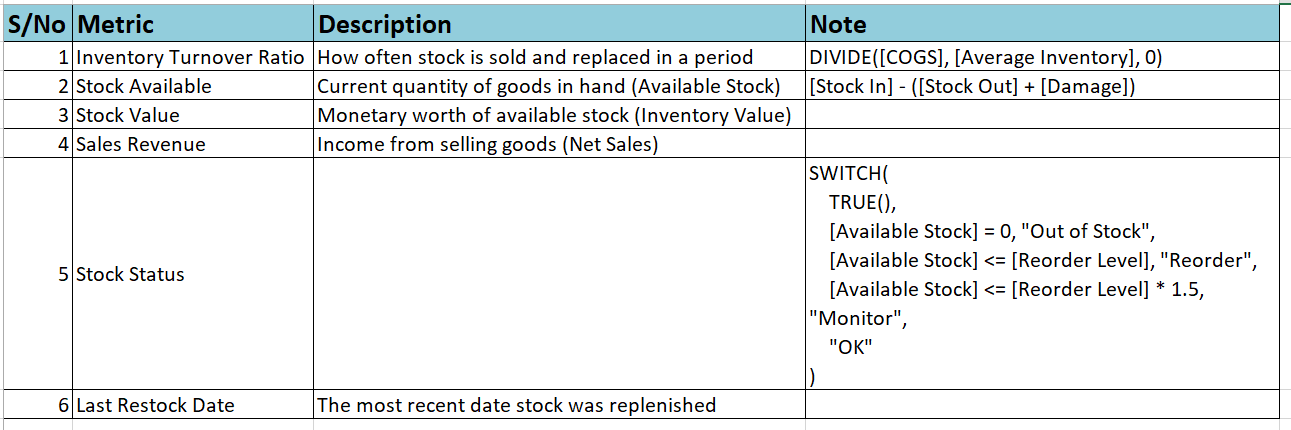 S/No Metric Description Note
1 Inventory Turnover Ratio How often stock is sold and replaced in a period DIVIDE([COGS], [Average Inventory], 0)
2 Stock Available Current quantity of goods in hand (Available Stock) [Stock In] - ([Stock Out] + [Damage])
3 Stock Value Monetary worth of available stock (Inventory Value)
4 Sales Revenue Income from selling goods (Net Sales)
5 Stock Status
SWITCH(
TRUE(),
[Available Stock] = 0, "Out of Stock",
[Available Stock] <= [Reorder Level], "Reorder",
[Available Stock] <= [Reorder Level] * 1.5,
"Monitor",
"OK"
)
6 Last Restock Date The most recent date stock was replenished